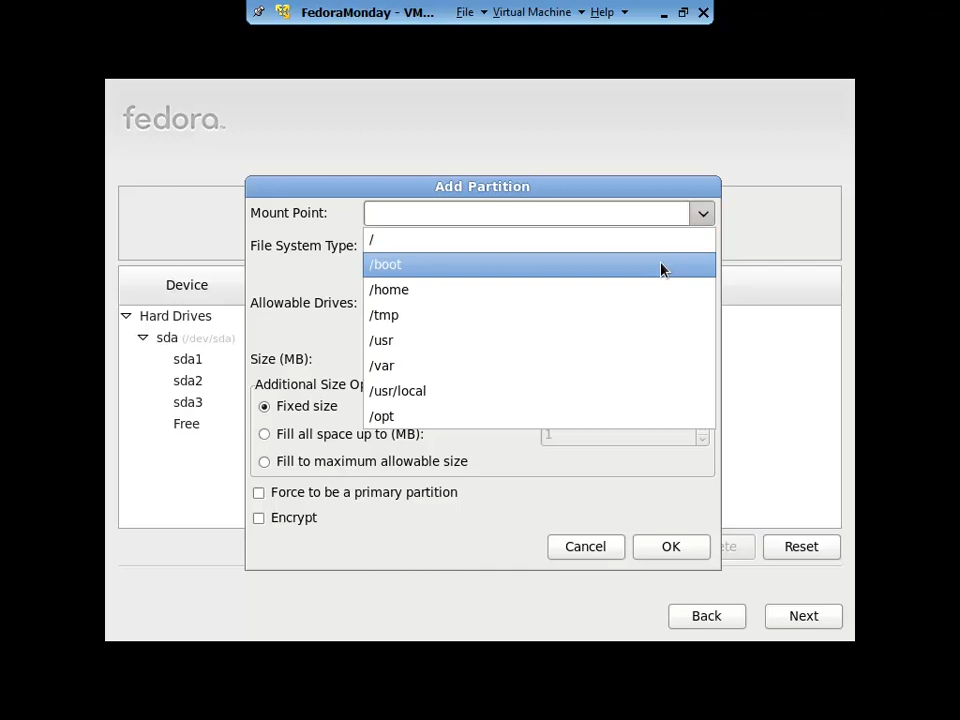 FedoraMonday - VM... File Virtual Machine Help
fedora™
Add Partition
Mount Point:
/
File System Type:
/boot
/home
Allowable Drives:
/tmp
/usr
Size (MB):
/var
Additional Size Op
/usr/local
Fixed size
/opt
Fill all space up to (MB): 1
Fill to maximum allowable size
Force to be a primary partition
Encrypt
Cancel OK
Device
Hard Drives
sda (/dev/sda)
sda1
sda2
sda3
Free
ete Reset
Back Next